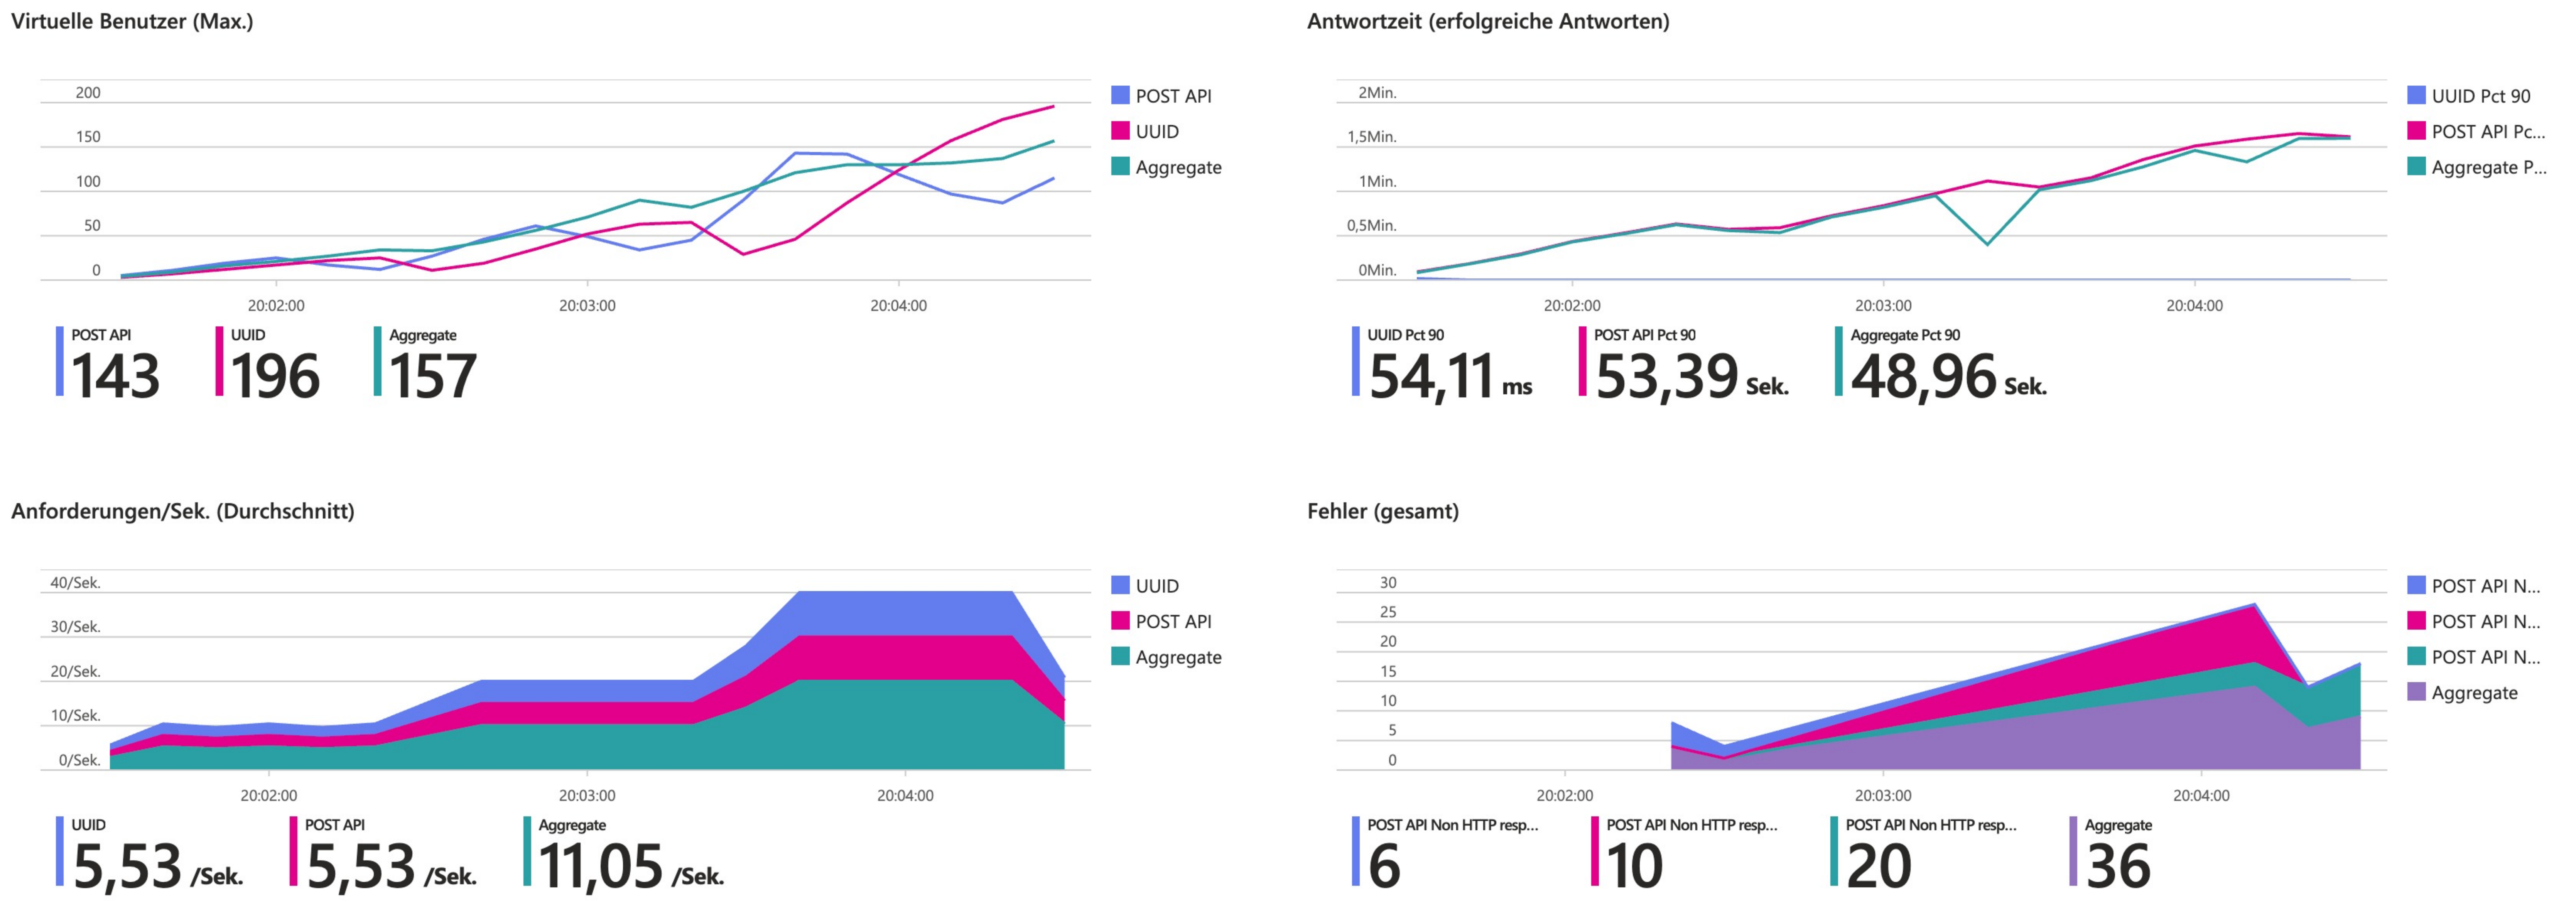 Virtuelle Benutzer (Max.)
200
150
100
50
0
20:02:00 20:03:00 20:04:00
POST API
UUID
Aggregate
POST API UUID Aggregate
143 196 157
Antwortzeit (erfolgreiche Antworten)
2Min.
1,5Min.
1Min.
0,5Min.
0Min.
20:02:00 20:03:00 20:04:00
UUID Pct 90
POST API Pc...
Aggregate P...
UUID Pct 90 POST API Pct 90 Aggregate Pct 90
54,11 ms 53,39 Sek. 48,96 Sek.
Anforderungen/Sek. (Durchschnitt)
40/Sek.
30/Sek.
20/Sek.
10/Sek.
0/Sek.
20:02:00 20:03:00 20:04:00
UUID
POST API
Aggregate
UUID POST API Aggregate
5,53 /Sek. 5,53 /Sek. 11,05 /Sek.
Fehler (gesamt)
30
25
20
15
10
5
0
20:02:00 20:03:00 20:04:00
POST API N...
POST API N...
POST API N...
Aggregate
POST API Non HTTP resp... POST API Non HTTP resp... POST API Non HTTP resp... Aggregate
6 10 20 36